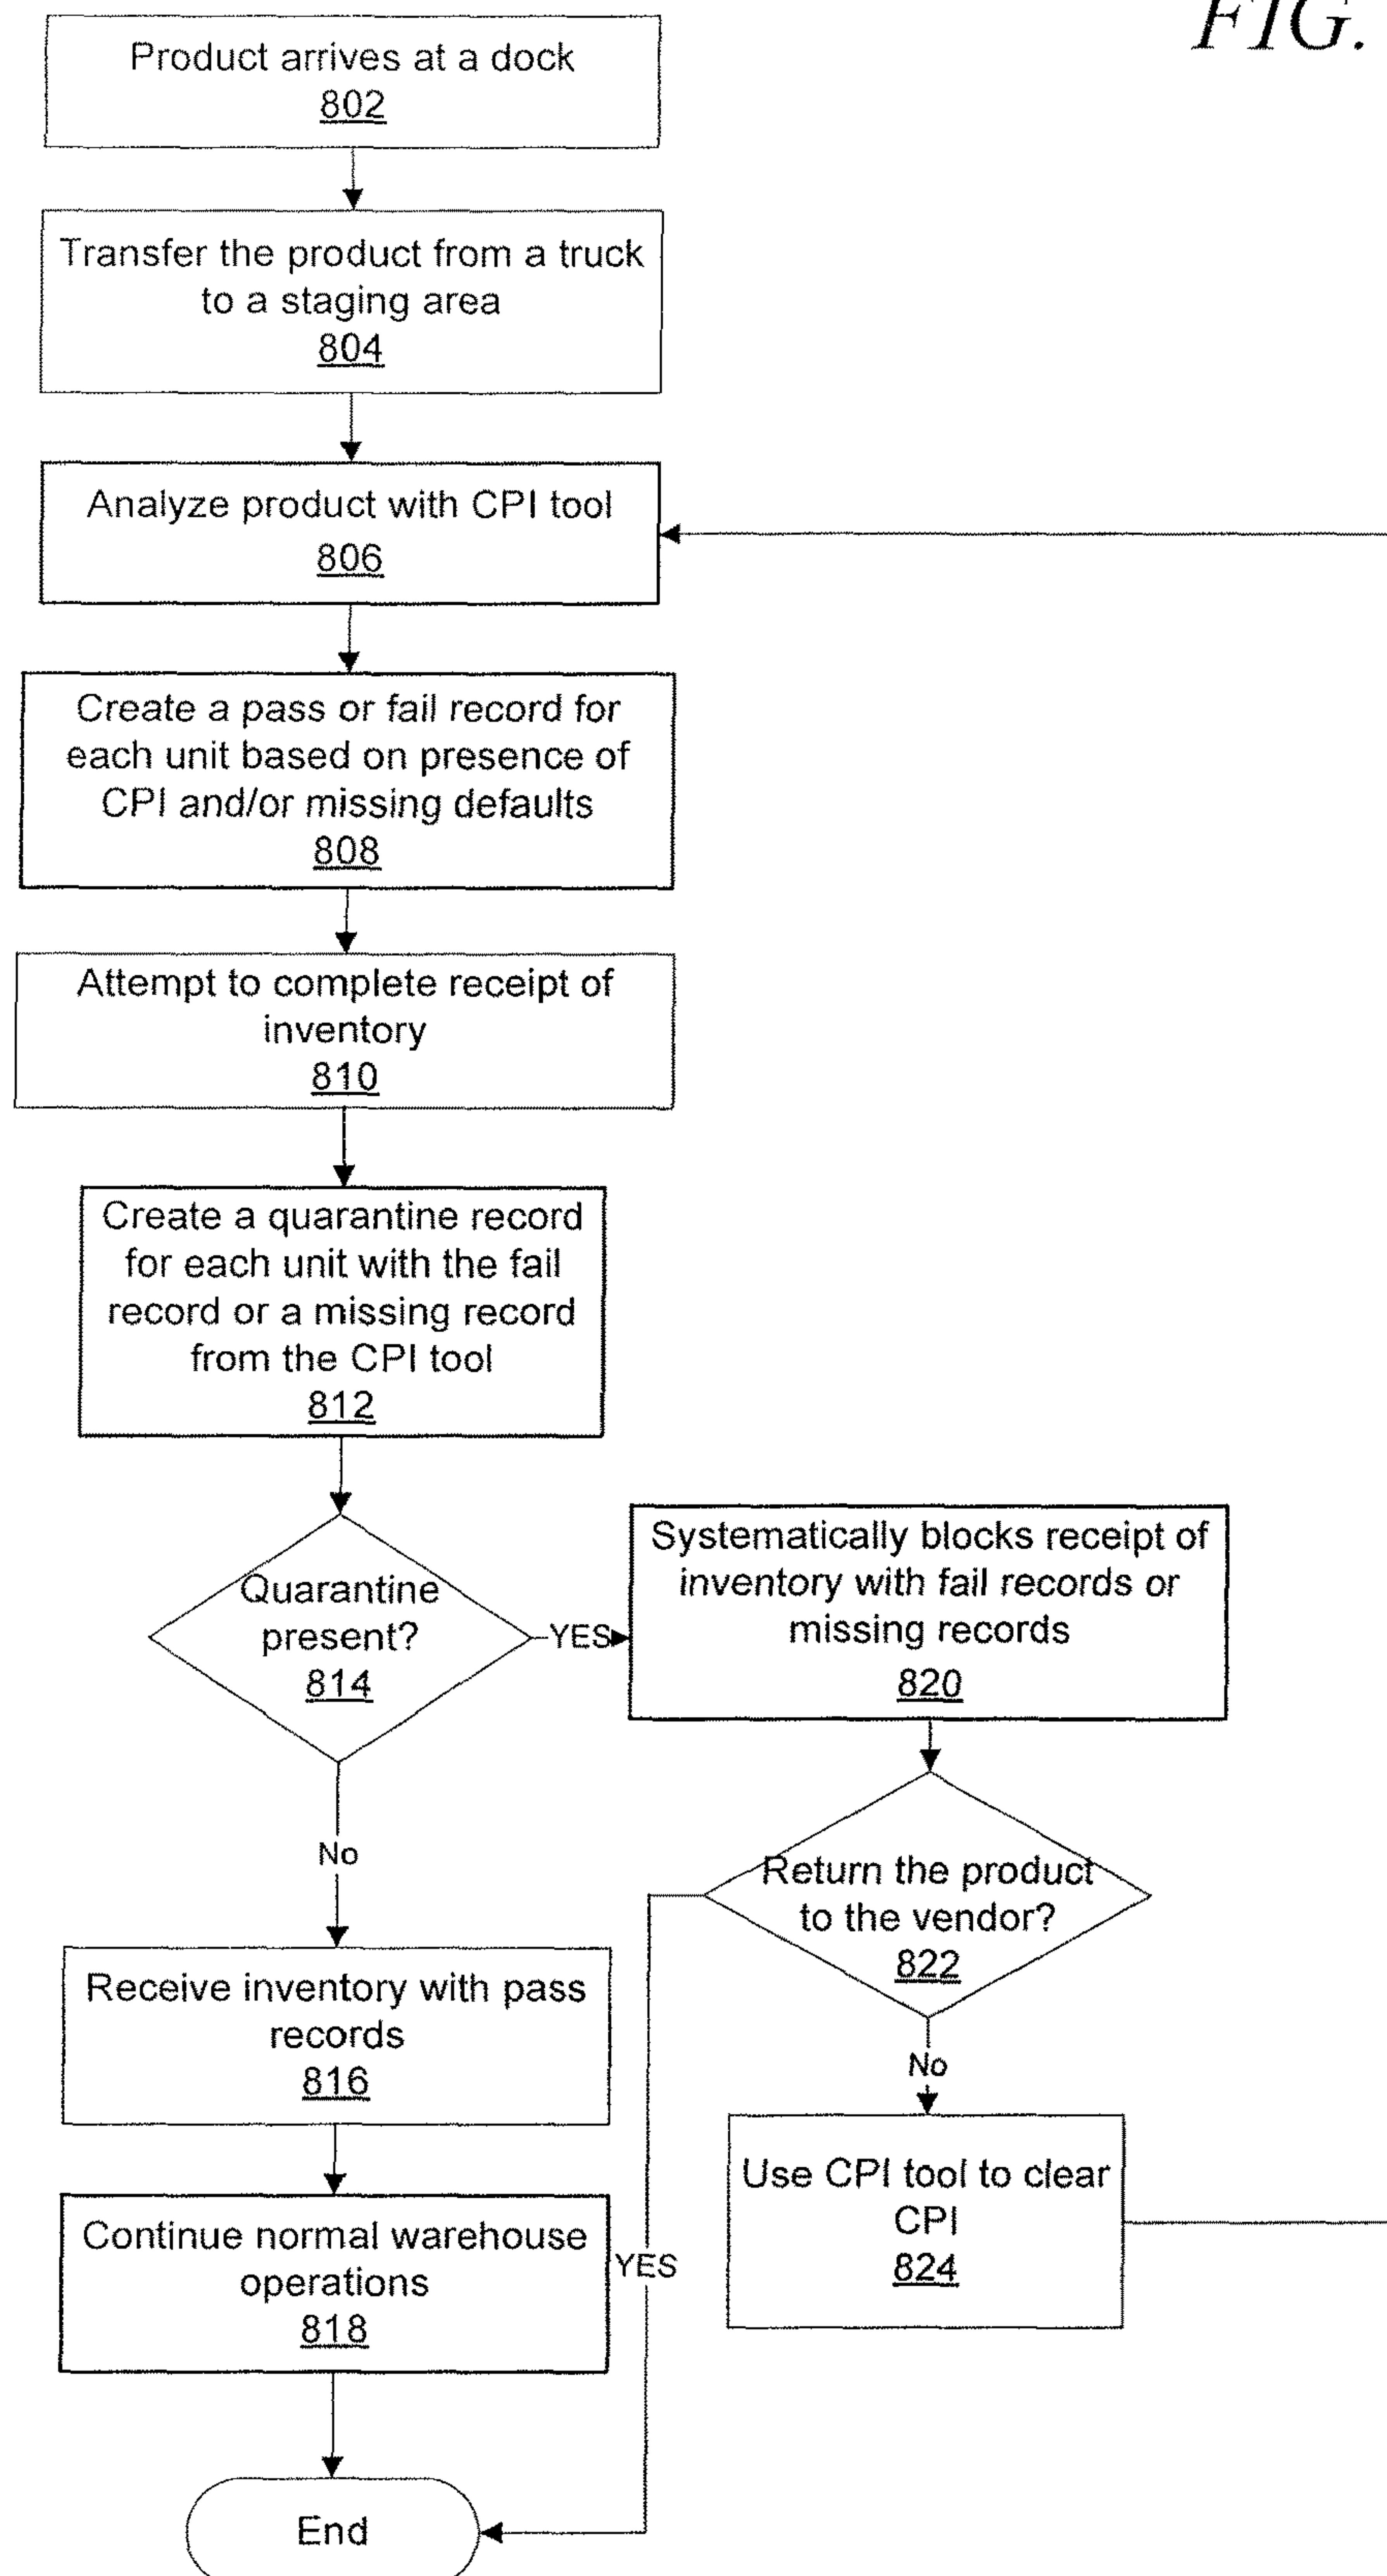 FIG.
Product arrives at a dock
802
Transfer the product from a truck
to a staging area
804
Analyze product with CPI tool
806
Create a pass or fail record for
each unit based on presence of
CPI and/or missing defaults
808
Attempt to complete receipt of
inventory
810
Create a quarantine record
for each unit with the fail
record or a missing record
from the CPI tool
812
Quarantine
present?
814
YES
Systematically blocks receipt of
inventory with fail records or
missing records
820
No
Return the product
to the vendor?
822
No
Receive inventory with pass
records
816
Use CPI tool to clear
CPI
824
Continue normal warehouse
operations
818
YES
End